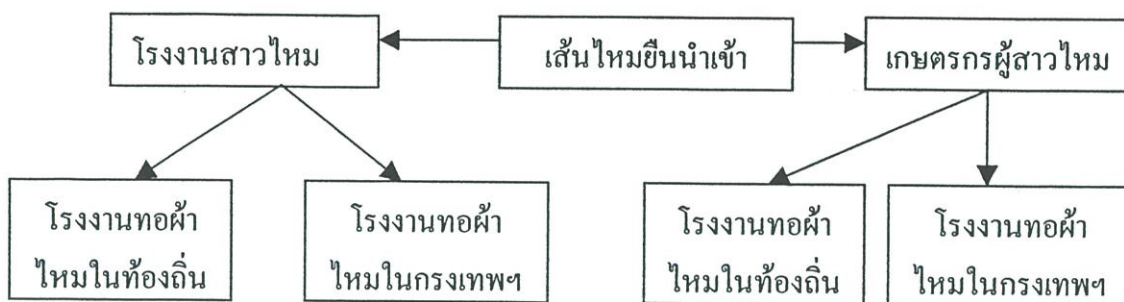 โรงงานสาวไหม
เส้นไหมยืนนำเข้า
เกษตรกรผู้สาวไหม
โรงงานทอผ้า
ไหมในท้องถิ่น
โรงงานทอผ้า
ไหมในกรุงเทพฯ
โรงงานทอผ้า
ไหมในท้องถิ่น
โรงงานทอผ้า
ไหมในกรุงเทพฯ